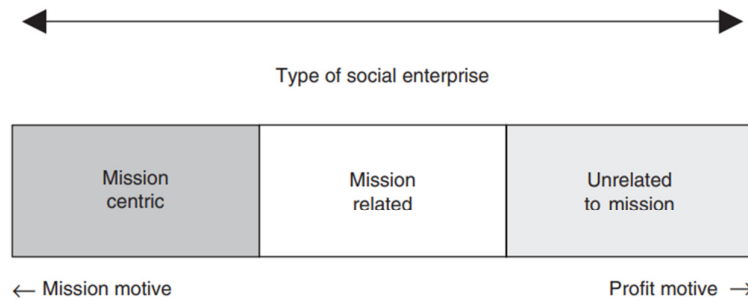 Type of social enterprise
Mission
centric
Mission
related
Unrelated
to mission
← Mission motive
Profit motive →